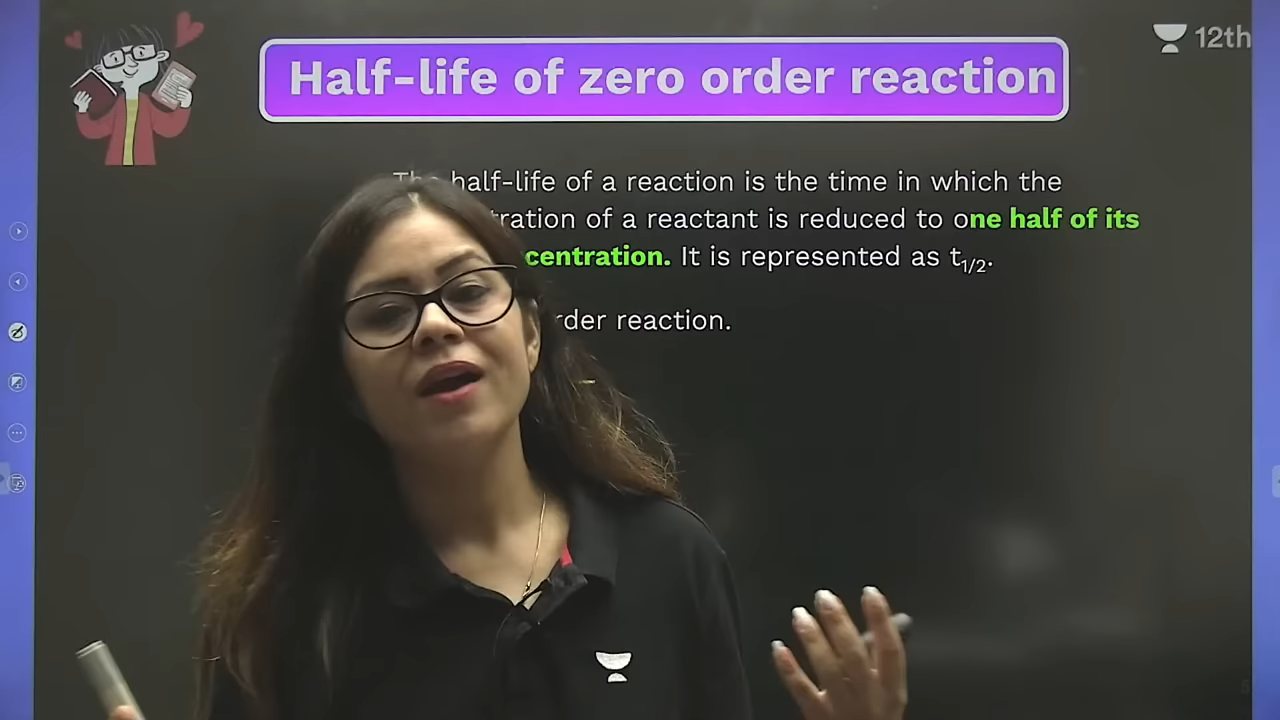 12th
Half-life of zero order reaction
The half-life of a reaction is the time in which the
tration of a reactant is reduced to one half of its
centration. It is represented as t1/2.
rder reaction.